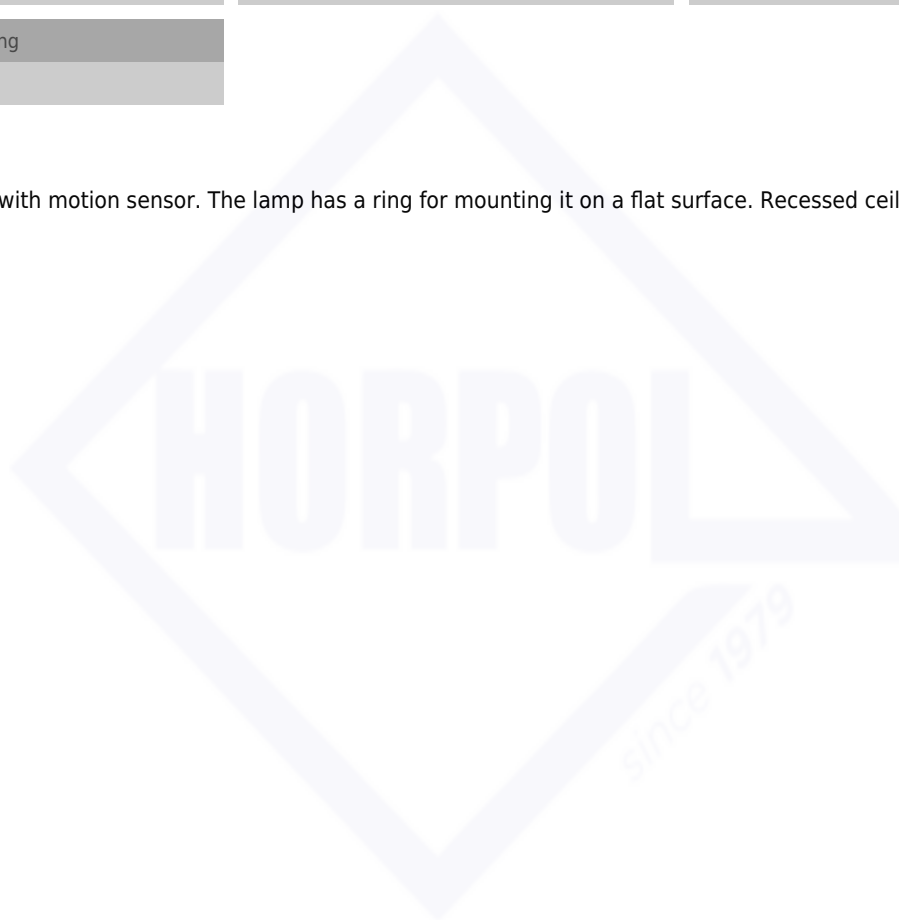 ng
with motion sensor. The lamp has a ring for mounting it on a flat surface. Recessed ceil
HORPOL
since 1979